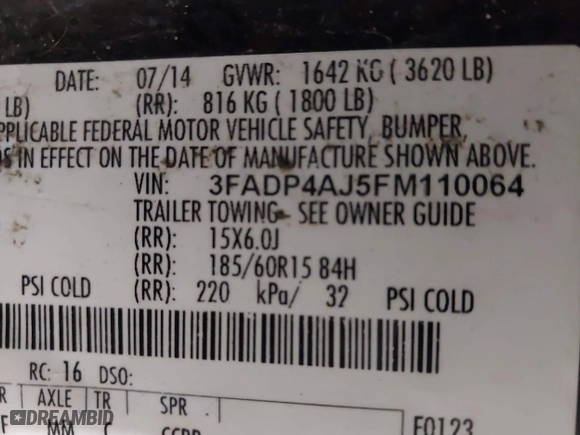 DATE: 07/14 GVWR: 1642 KG ( 3620 LB)
LB) (RR): 816 KG ( 1800 LB)
PPLICABLE FEDERAL MOTOR VEHICLE SAFETY, BUMPER,
IN EFFECT ON THE DATE OF MANUFACTURE SHOWN ABOVE.
VIN: 3FADP4AJ5FM110064
TRAILER TOWING- SEE OWNER GUIDE
(RR): 15X6.0J
(RR): 185/60R15 84H
PSI COLD (RR): 220 kPa/ 32 PSI COLD
RC: 16 DSO:
R AXLE TR SPR
F MM C
F0123
DREAMBID